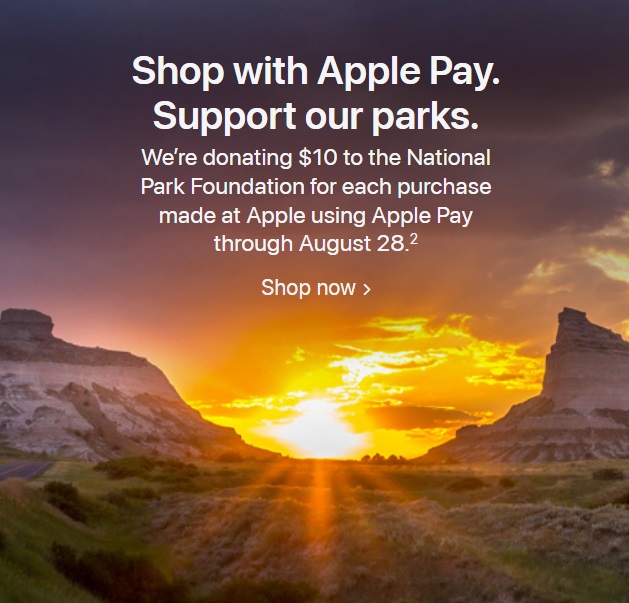 Shop with Apple Pay.
Support our parks.
We’re donating $10 to the National
Park Foundation for each purchase
made at Apple using Apple Pay
through August 28.²
Shop now >